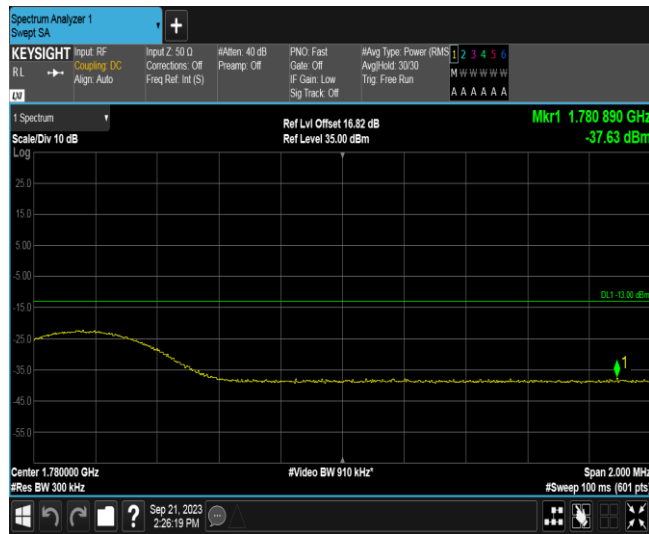 Spectrum Analyzer 1
Swept SA
+
KEYSIGHT
RL
LXI
Input: RF
Coupling: DC
Align: Auto
Input Z: 50 Ω
Corrections: Off
Freq Ref: Int (S)
#Atten: 40 dB
Preamp: Off
PNO: Fast
Gate: Off
IF Gain: Low
Sig Track: Off
#Avg Type: Power (RMS
Avg|Hold: 30/30
Trig: Free Run
1 2 3 4 5 6
M W W W W W
A A A A A A
1 Spectrum
Scale/Div 10 dB
Ref Lvl Offset 16.82 dB
Ref Level 35.00 dBm
Mkr1 1.780 890 GHz
-37.63 dBm
Log
25.0
15.0
5.00
-5.00
-15.0
-25.0
-35.0
-45.0
-55.0
DL1 -13.00 dBm
1
Center 1.780000 GHz
#Res BW 300 kHz
#Video BW 910 kHz*
Span 2.000 MHz
#Sweep 100 ms (601 pts)
?
Sep 21, 2023
2:26:19 PM